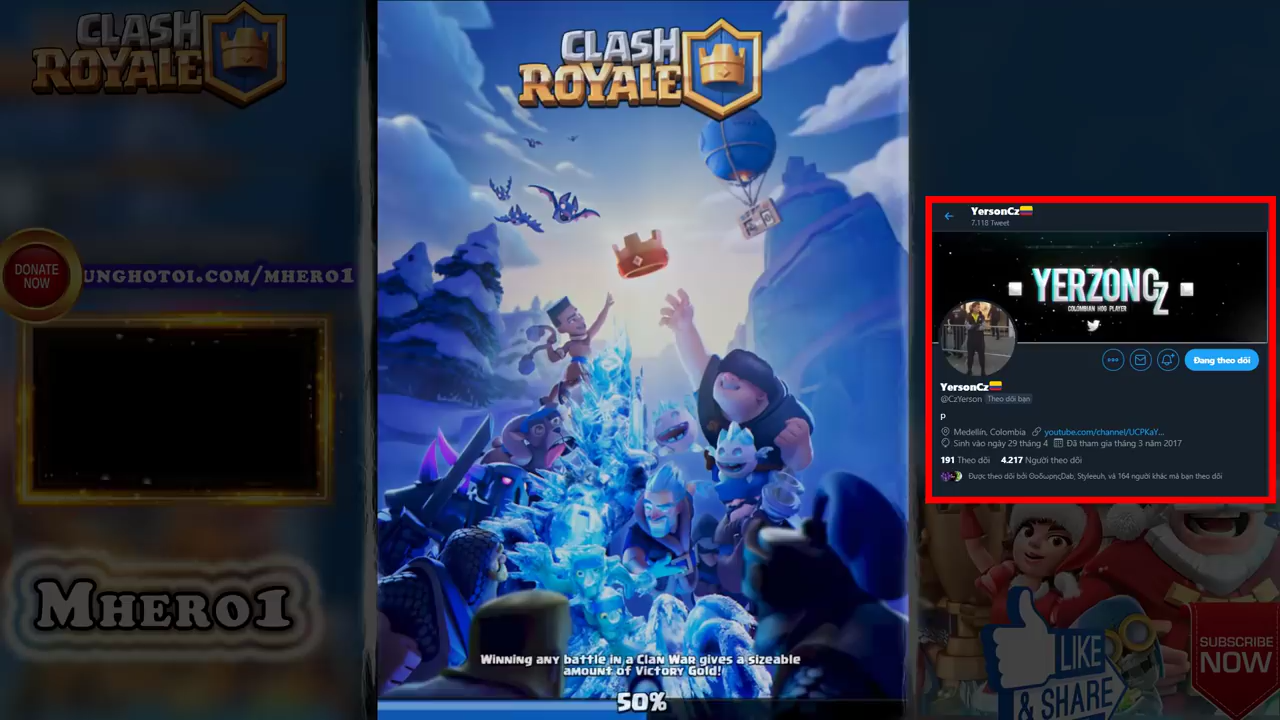 CLASH
ROYALE
CLASH
ROYALE
DONATE
NOW
UNGHOTOI.COM/MHERO1
MHERO1
Winning any battle in a Clan War gives a sizeable
amount of Victory Gold!
50%
YersonCz
7.118 Tweet
YERZONCZ
COLOMBIAN HOG PLAYER
Đang theo dõi
YersonCz
@CzYerson Theo dõi bạn
p
Medellín, Colombia youtube.com/channel/UCPKaY...
Sinh vào ngày 29 tháng 4 Đã tham gia tháng 3 năm 2017
191 Theo dõi 4.217 Người theo dõi
Được theo dõi bởi ΘοδωρηςDab, Styleeuh, và 164 người khác mà bạn theo dõi
LIKE
& SHARE
SUBSCRIBE
NOW